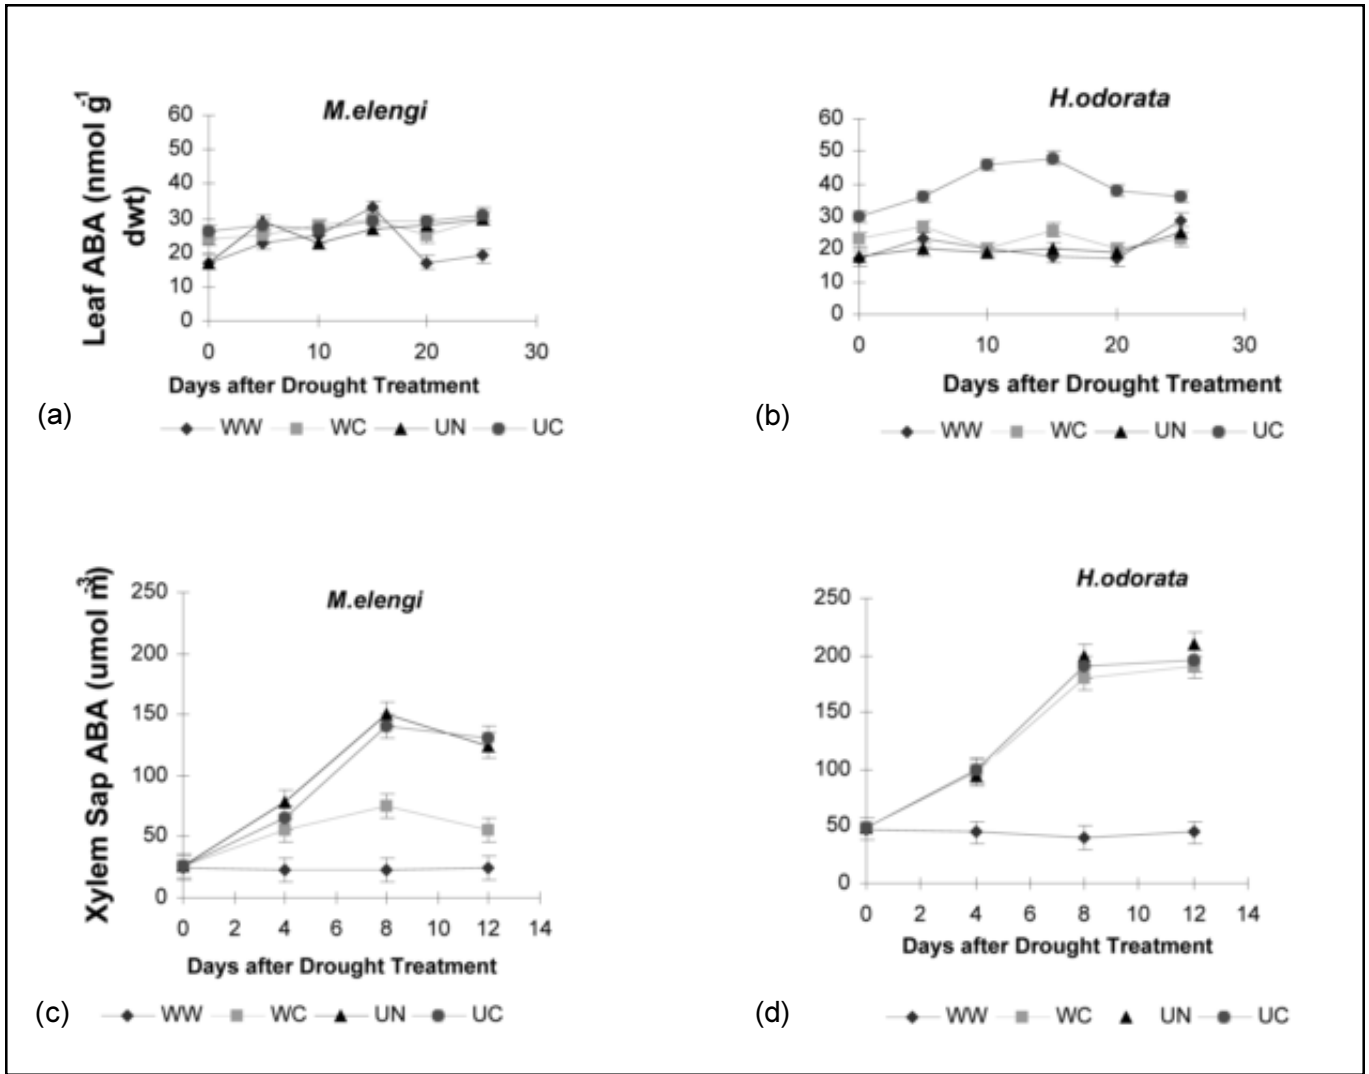 M.elengi
Leaf ABA (nmol g-1 dwt)
60
50
40
30
20
10
0
0 10 20 30
Days after Drought Treatment
(a)
WW WC UN UC
H.odorata
60
50
40
30
20
10
0
0 10 20 30
Days after Drought Treatment
(b)
WW WC UN UC
M.elengi
Xylem Sap ABA (umol m-3)
250
200
150
100
50
0
0 2 4 6 8 10 12 14
Days after Drought Treatment
(c)
WW WC UN UC
H.odorata
250
200
150
100
50
0
0 2 4 6 8 10 12 14
Days after Drought Treatment
(d)
WW WC UN UC